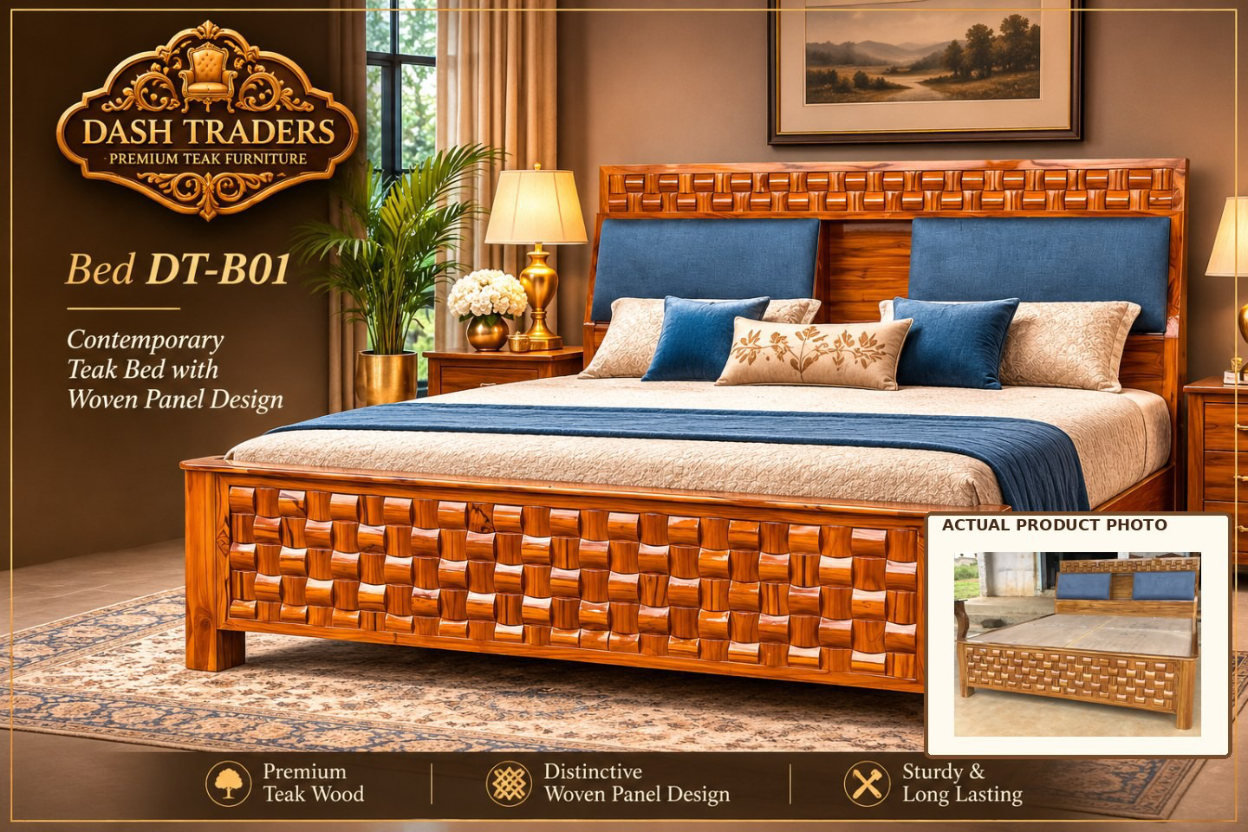 DASH TRADERS
PREMIUM TEAK FURNITURE
Bed DT-B01
Contemporary
Teak Bed with
Woven Panel Design
ACTUAL PRODUCT PHOTO
Premium
Teak Wood
Distinctive
Woven Panel Design
Sturdy &
Long Lasting